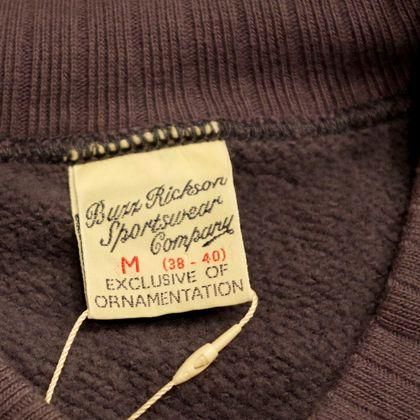 Buzz Rickson
Sportswear
Company
M (38 - 40)
EXCLUSIVE OF
ORNAMENTATION